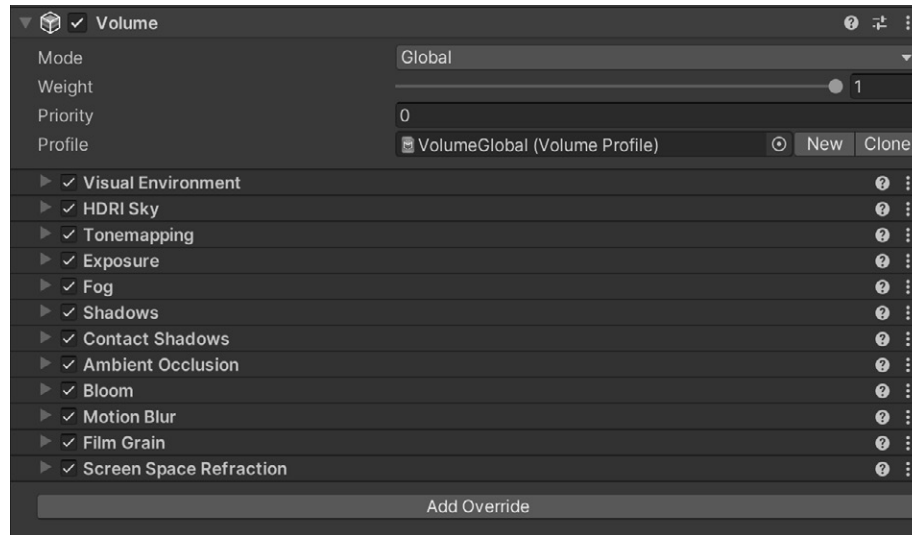 Volume
Mode Global
Weight 1
Priority 0
Profile VolumeGlobal (Volume Profile) New Clone
Visual Environment
HDRI Sky
Tonemapping
Exposure
Fog
Shadows
Contact Shadows
Ambient Occlusion
Bloom
Motion Blur
Film Grain
Screen Space Refraction
Add Override